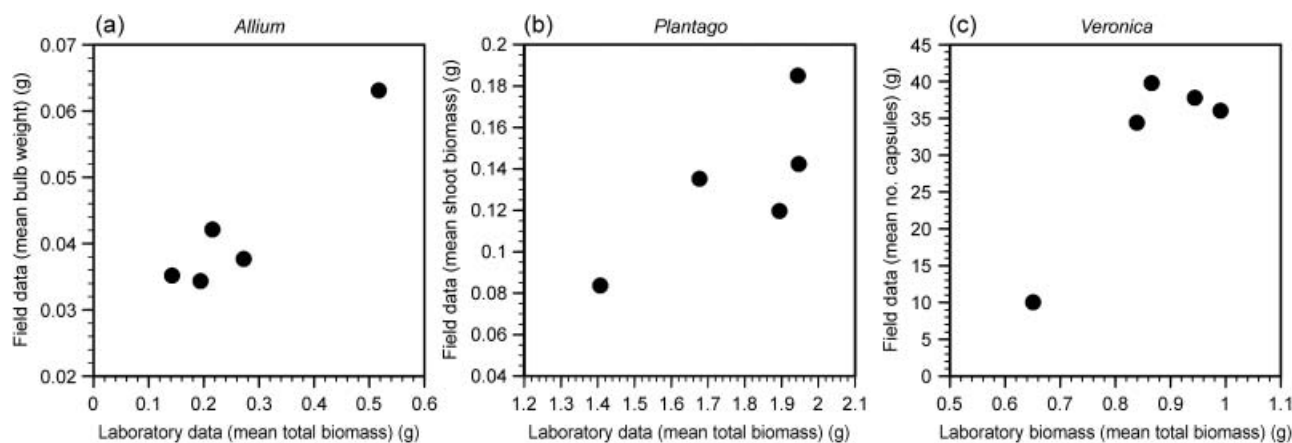 (a) Allium
Field data (mean bulb weight) (g)
0.07
0.06
0.05
0.04
0.03
0.02
0 0.1 0.2 0.3 0.4 0.5 0.6
Laboratory data (mean total biomass) (g)
(b) Plantago
Field data (mean shoot biomass) (g)
0.2
0.18
0.16
0.14
0.12
0.1
0.08
0.06
0.04
1.2 1.3 1.4 1.5 1.6 1.7 1.8 1.9 2 2.1
Laboratory data (mean total biomass) (g)
(c) Veronica
Field data (mean no. capsules) (g)
45
40
35
30
25
20
15
10
5
0
0.5 0.6 0.7 0.8 0.9 1 1.1
Laboratory biomass (mean total biomass) (g)